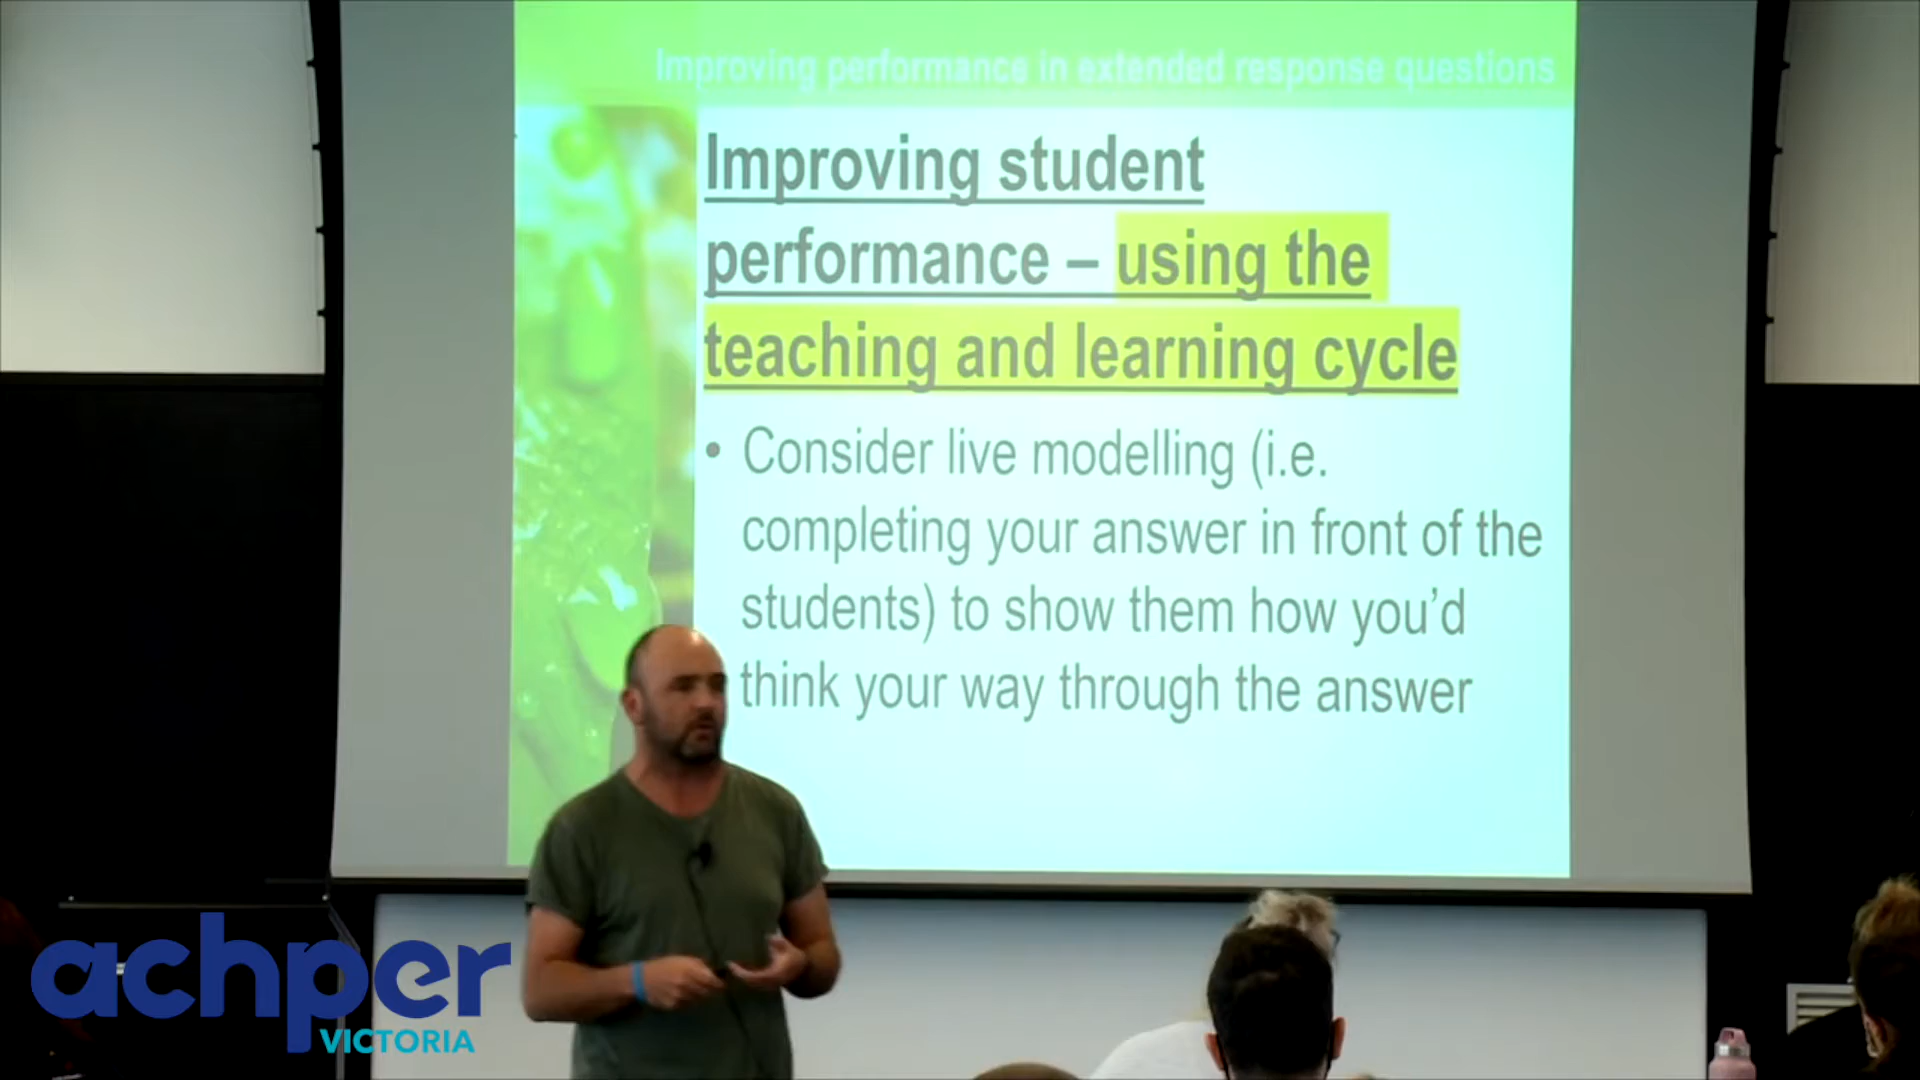 Improving performance in extended response questions
Improving student
performance – using the
teaching and learning cycle
• Consider live modelling (i.e.
completing your answer in front of the
students) to show them how you’d
think your way through the answer
achper
VICTORIA